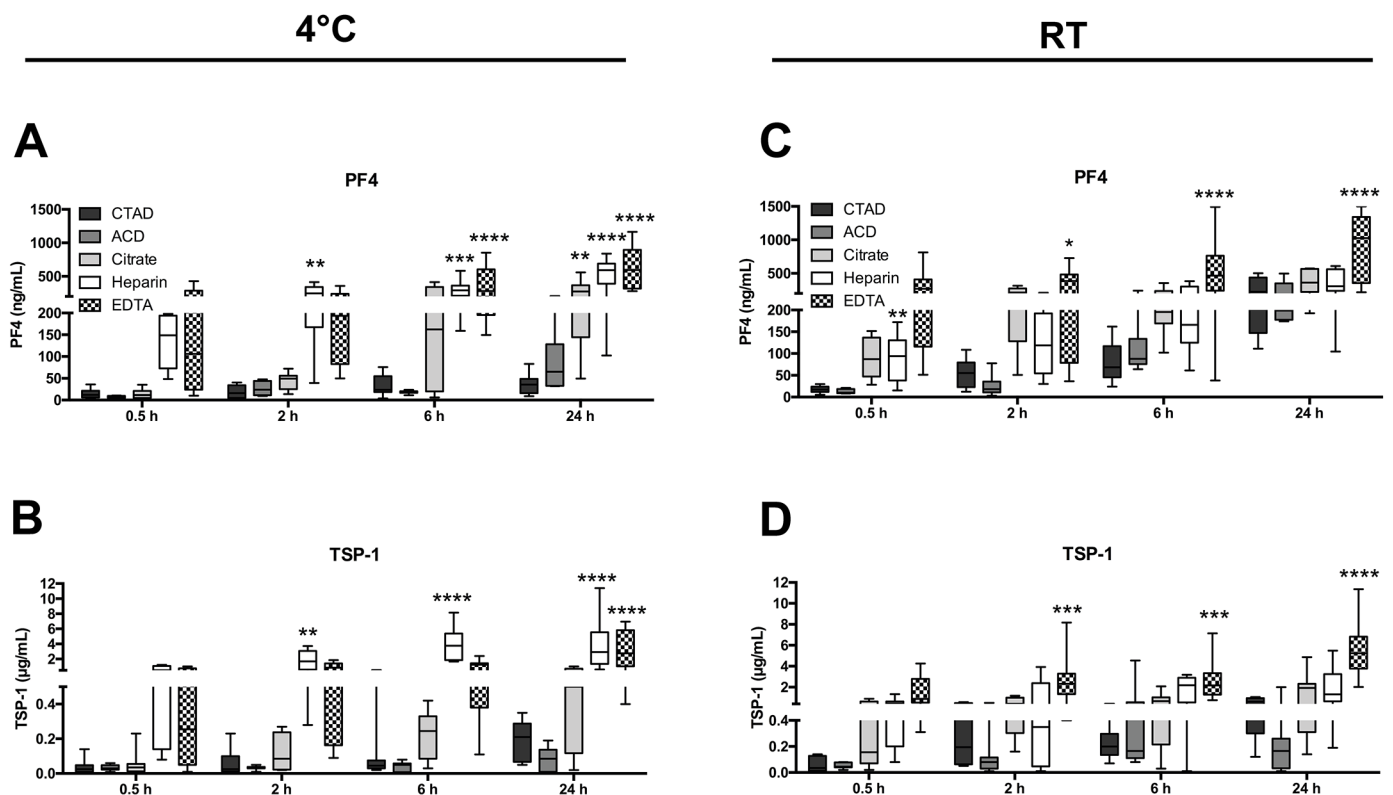 4°C
RT
A
PF4
PF4 (ng/mL)
1500
1000
500
200
150
100
50
0
CTAD
ACD
Citrate
Heparin
EDTA
**
***
****
**
****
****
0.5 h
2 h
6 h
24 h
C
PF4
PF4 (ng/mL)
1500
1000
500
200
150
100
50
0
CTAD
ACD
Citrate
Heparin
EDTA
**
*
****
****
0.5 h
2 h
6 h
24 h
B
TSP-1
TSP-1 (µg/mL)
12
10
8
6
4
2
0.4
0.2
0.0
**
****
****
****
0.5 h
2 h
6 h
24 h
D
TSP-1
TSP-1 (µg/mL)
12
10
8
6
4
2
0.4
0.2
0.0
***
***
****
0.5 h
2 h
6 h
24 h